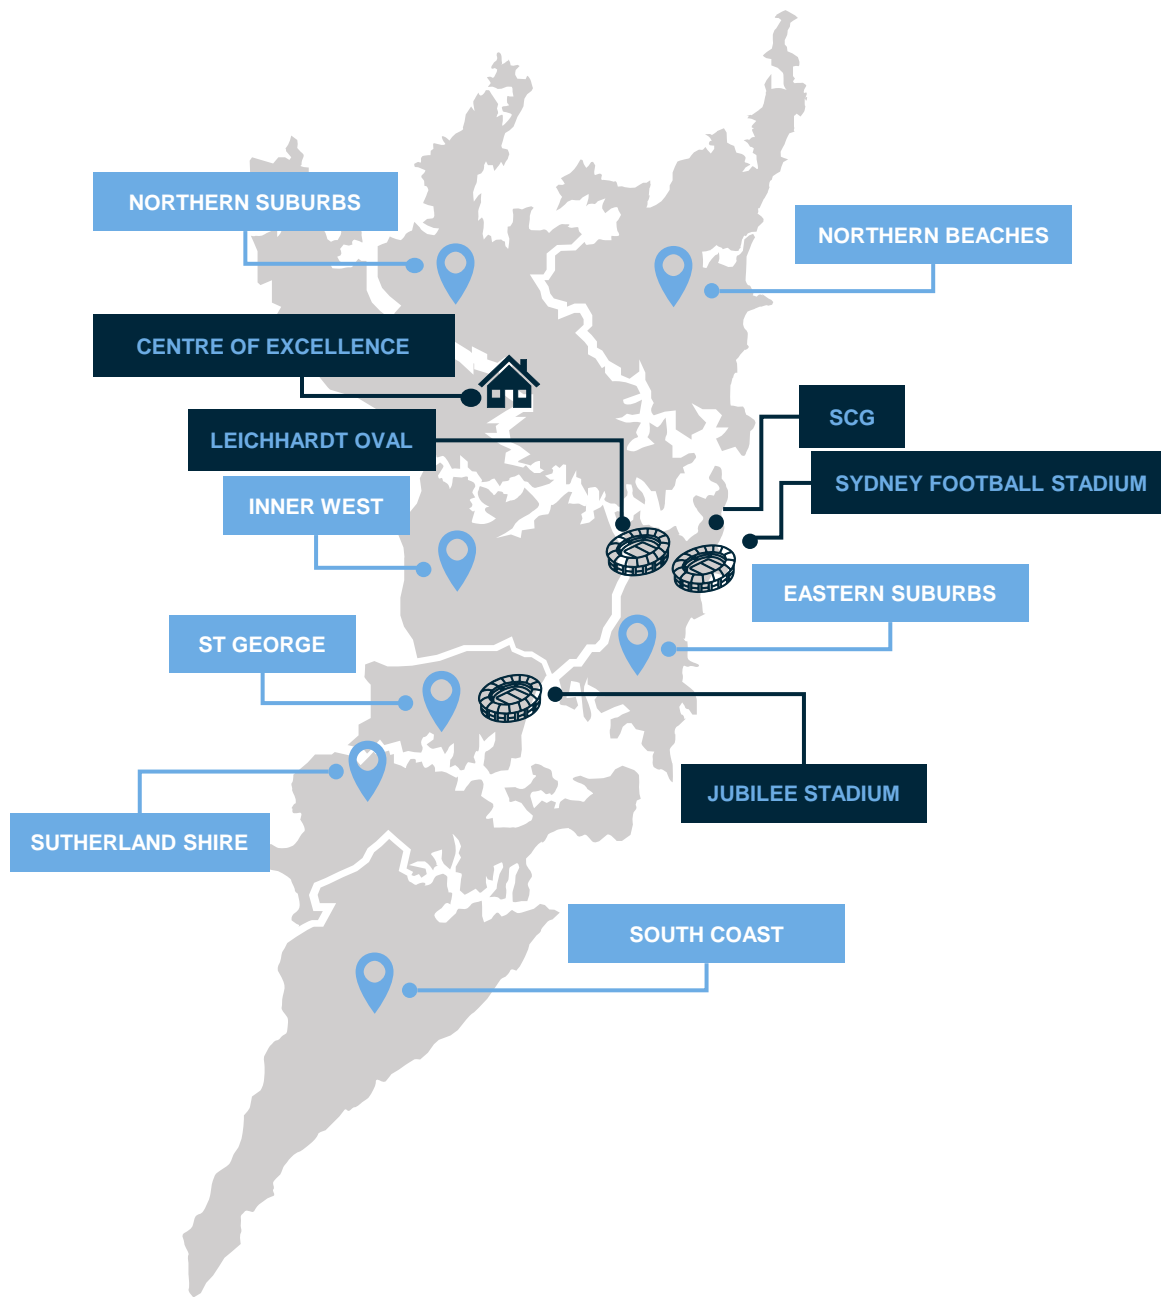 NORTHERN SUBURBS
NORTHERN BEACHES
CENTRE OF EXCELLENCE
SCG
LEICHHARDT OVAL
SYDNEY FOOTBALL STADIUM
INNER WEST
EASTERN SUBURBS
ST GEORGE
JUBILEE STADIUM
SUTHERLAND SHIRE
SOUTH COAST